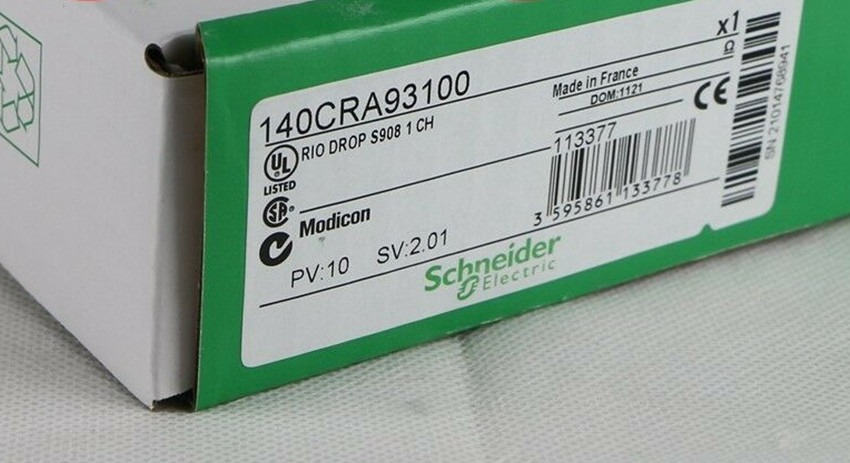 140CRA93100
x1
RIO DROP S908 1 CH
Made in France
DOM:1121
UL
LISTED
SA
Modicon
113377
3 595861 133778
CE
SN 21014768941
PV:10 SV:2.01
Schneider
Electric